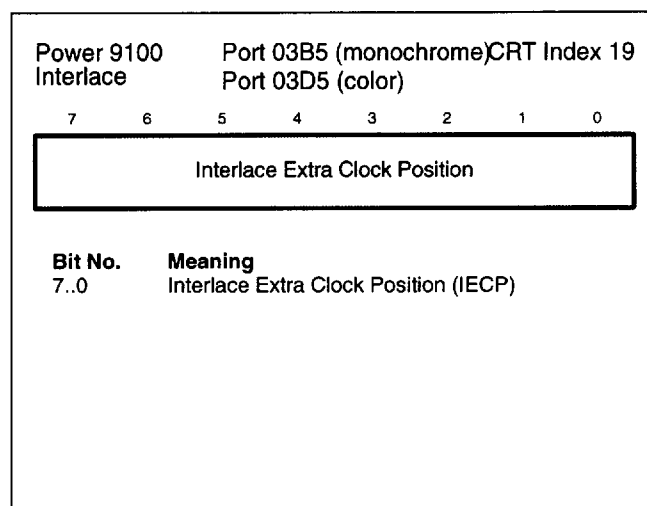 Power 9100 Port 03B5 (monochrome)CRT Index 19
Interlace Port 03D5 (color)
7 6 5 4 3 2 1 0
Interlace Extra Clock Position
Bit No. Meaning
7..0 Interlace Extra Clock Position (IECP)